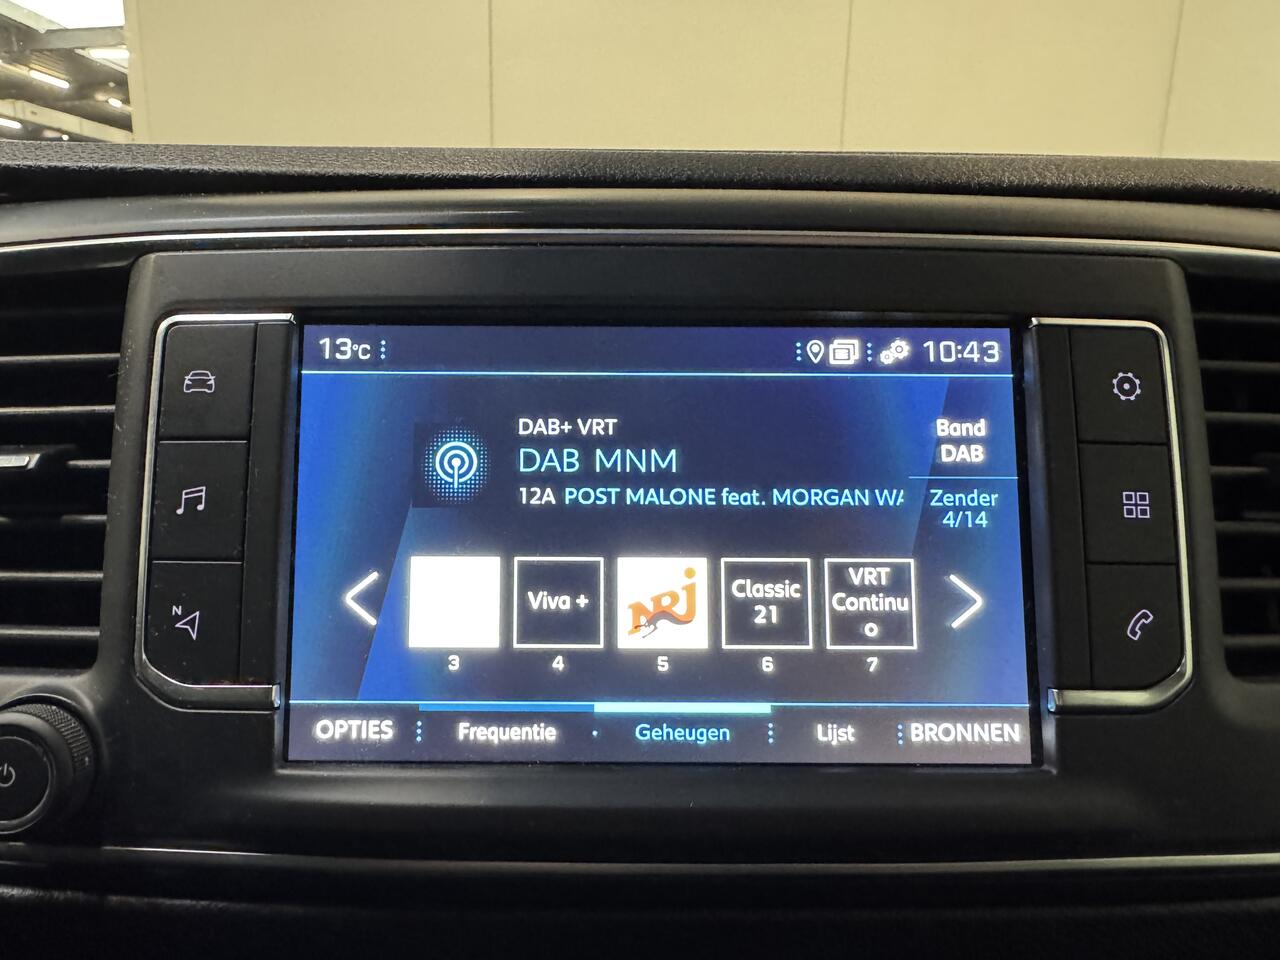 13°C
10:43
DAB+ VRT
DAB MNM
12A POST MALONE feat. MORGAN WA
Band
DAB
Zender
4/14
Viva +
NRJ
Classic
21
VRT
Continu
o
3
4
5
6
7
OPTIES
Frequentie
Geheugen
Lijst
BRONNEN
N